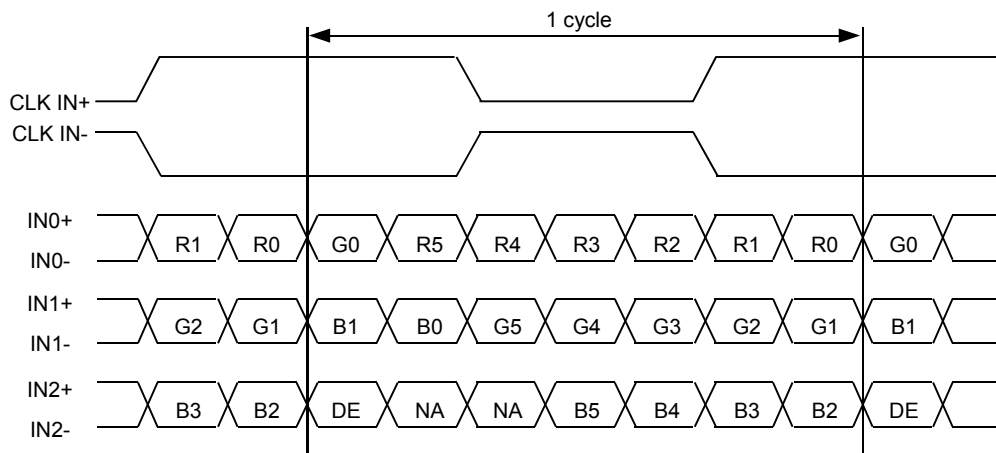 1 cycle
CLK IN+
CLK IN-
IN0+
R1 R0 G0 R5 R4 R3 R2 R1 R0 G0
IN0-
IN1+
G2 G1 B1 B0 G5 G4 G3 G2 G1 B1
IN1-
IN2+
B3 B2 DE NA NA B5 B4 B3 B2 DE
IN2-